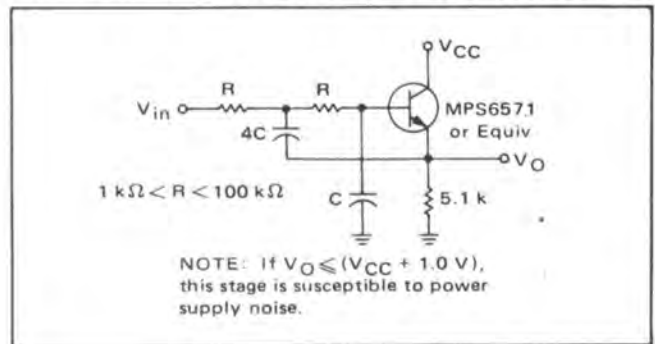 VCC
R
R
Vin
MPS6571
or Equiv
4C
VO
1 kΩ < R < 100 kΩ
C
5.1 k
NOTE: If VO ⩽ (VCC + 1.0 V),
this stage is susceptible to power
supply noise.